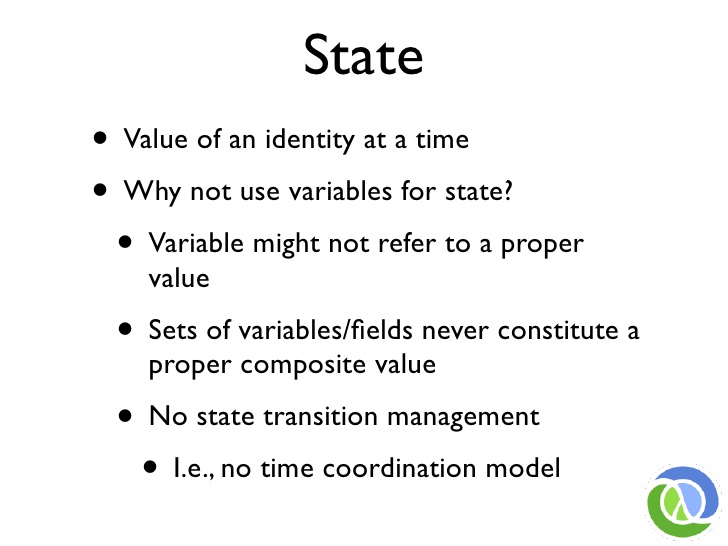 State
• Value of an identity at a time
• Why not use variables for state?
• Variable might not refer to a proper
value
• Sets of variables/fields never constitute a
proper composite value
• No state transition management
• I.e., no time coordination model